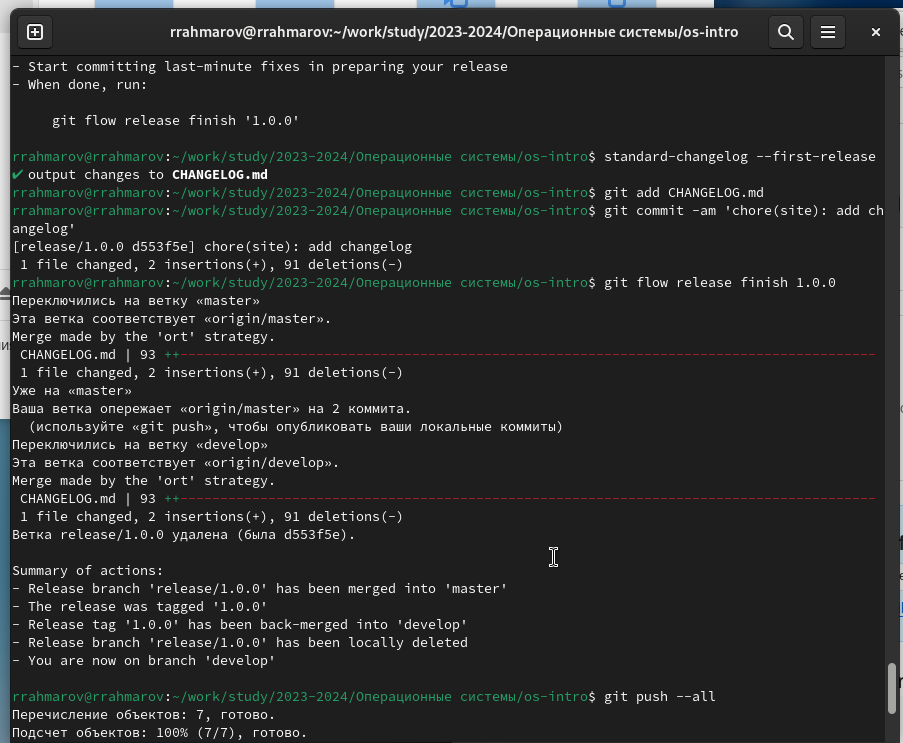 rrahmarov@rrahmarov:~/work/study/2023-2024/Операционные системы/os-intro
- Start committing last-minute fixes in preparing your release
- When done, run:
git flow release finish '1.0.0'
rrahmarov@rrahmarov:~/work/study/2023-2024/Операционные системы/os-intro$ standard-changelog --first-release
✔ output changes to CHANGELOG.md
rrahmarov@rrahmarov:~/work/study/2023-2024/Операционные системы/os-intro$ git add CHANGELOG.md
rrahmarov@rrahmarov:~/work/study/2023-2024/Операционные системы/os-intro$ git commit -am 'chore(site): add ch
angelog'
[release/1.0.0 d553f5e] chore(site): add changelog
1 file changed, 2 insertions(+), 91 deletions(-)
rrahmarov@rrahmarov:~/work/study/2023-2024/Операционные системы/os-intro$ git flow release finish 1.0.0
Переключились на ветку «master»
Эта ветка соответствует «origin/master».
Merge made by the 'ort' strategy.
CHANGELOG.md | 93 ++---------------------------------------------------------------------------------------
1 file changed, 2 insertions(+), 91 deletions(-)
Уже на «master»
Ваша ветка опережает «origin/master» на 2 коммита.
(используйте «git push», чтобы опубликовать ваши локальные коммиты)
Переключились на ветку «develop»
Эта ветка соответствует «origin/develop».
Merge made by the 'ort' strategy.
CHANGELOG.md | 93 ++---------------------------------------------------------------------------------------
1 file changed, 2 insertions(+), 91 deletions(-)
Ветка release/1.0.0 удалена (была d553f5e).
Summary of actions:
- Release branch 'release/1.0.0' has been merged into 'master'
- The release was tagged '1.0.0'
- Release tag '1.0.0' has been back-merged into 'develop'
- Release branch 'release/1.0.0' has been locally deleted
- You are now on branch 'develop'
rrahmarov@rrahmarov:~/work/study/2023-2024/Операционные системы/os-intro$ git push --all
Перечисление объектов: 7, готово.
Подсчет объектов: 100% (7/7), готово.